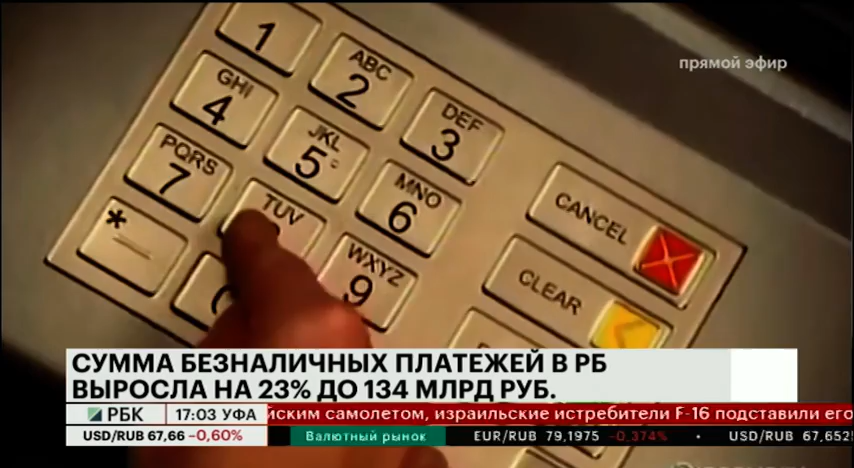 1
ABC
2
DEF
3
GHI
4
JKL
5
MNO
6
PQRS
7
TUV
WXYZ
9
*
CANCEL
CLEAR
прямой эфир
СУММА БЕЗНАЛИЧНЫХ ПЛАТЕЖЕЙ В РБ
ВЫРОСЛА НА 23% ДО 134 МЛРД РУБ.
РБК 17:03 УФА йским самолетом, израильские истребители F-16 подставили его
USD/RUB 67,66 -0,60% Валютный рынок EUR/RUB 79,1975 -0,374% • USD/RUB 67,652